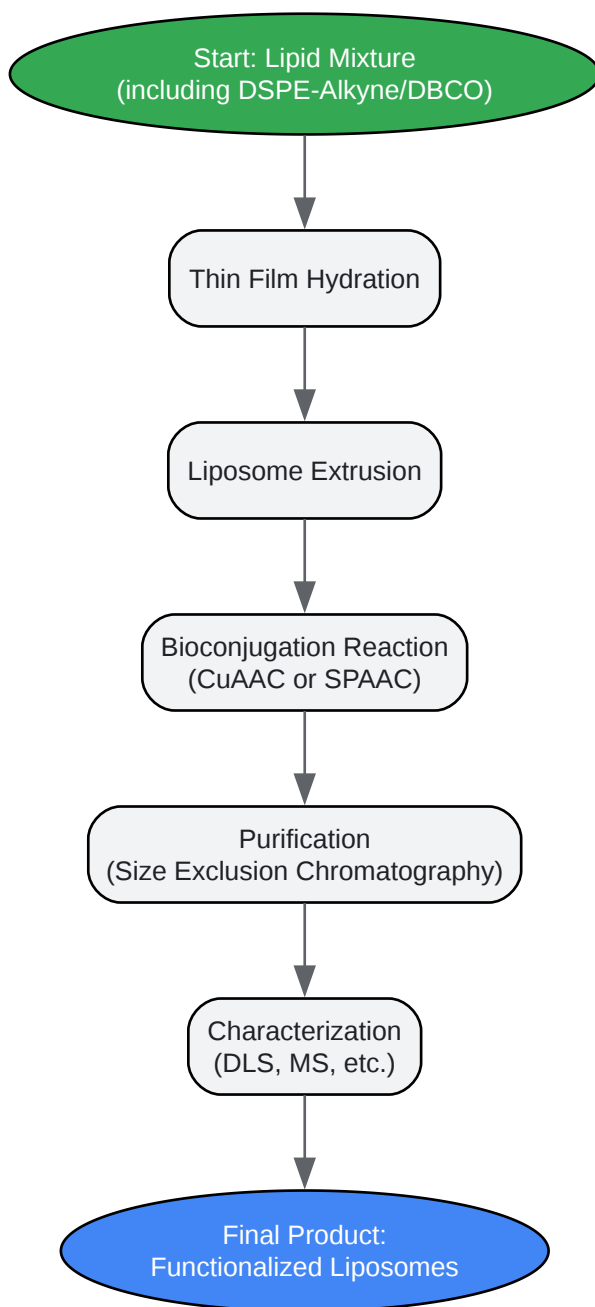 Start: Lipid Mixture
(including DSPE-Alkyne/DBCO)
Thin Film Hydration
Liposome Extrusion
Bioconjugation Reaction
(CuAAC or SPAAC)
Purification
(Size Exclusion Chromatography)
Characterization
(DLS, MS, etc.)
Final Product:
Functionalized Liposomes